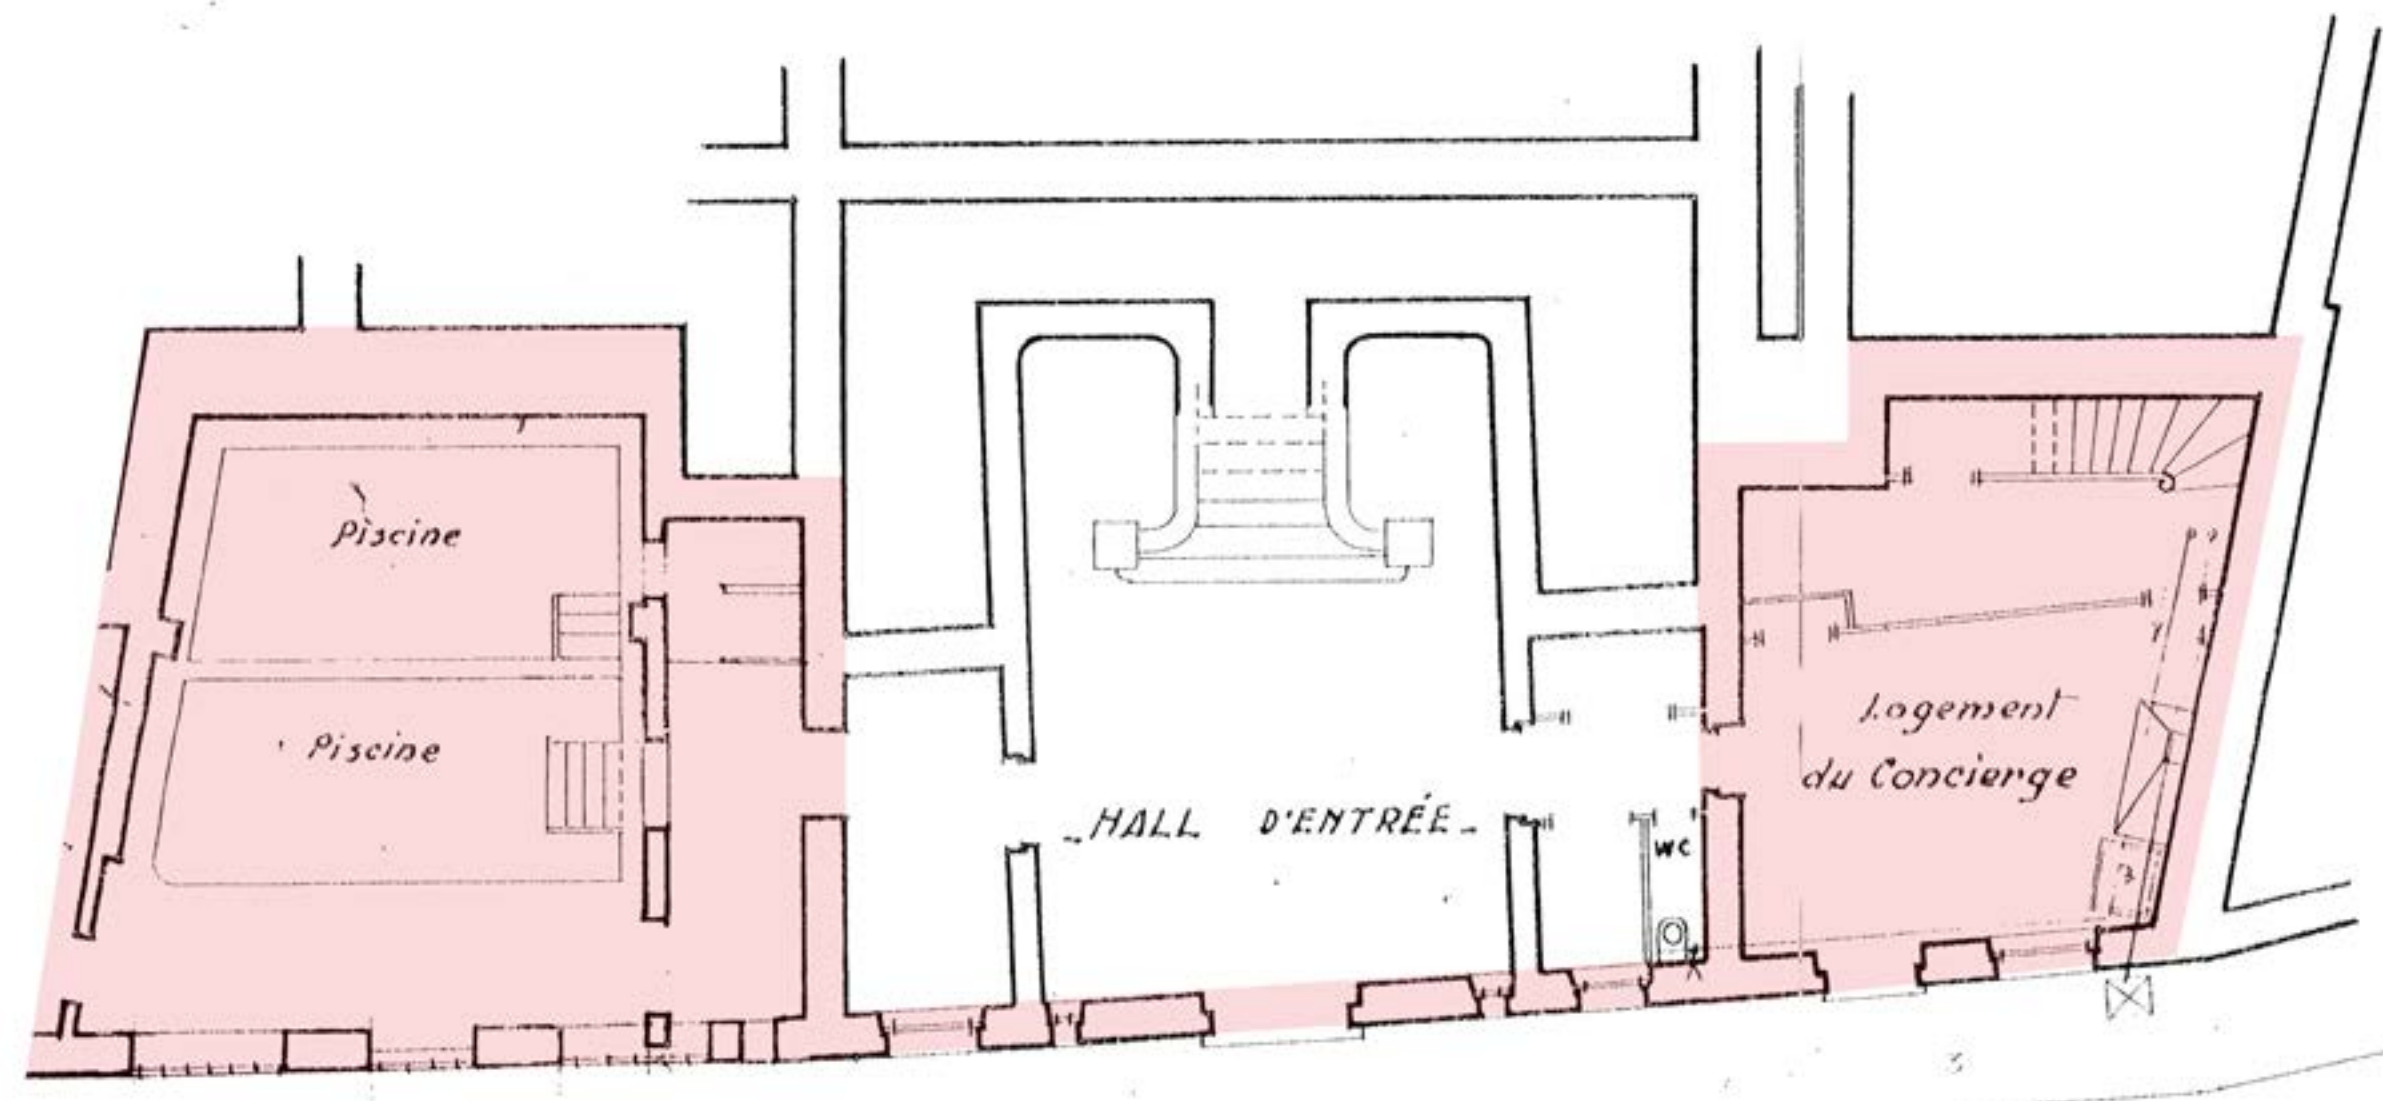 Piscine
Piscine
HALL D'ENTRÉE
WC
Logement
du Concierge